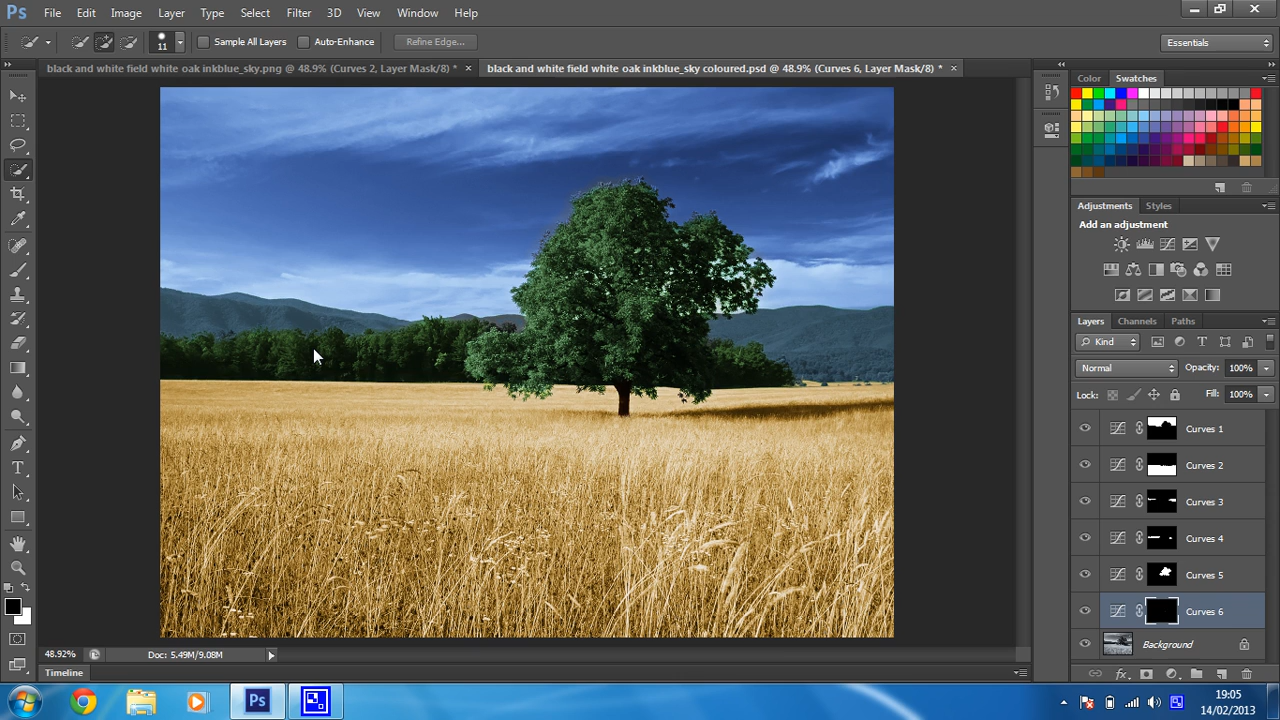 Ps File Edit Image Layer Type Select Filter 3D View Window Help
11 Sample All Layers Auto-Enhance Refine Edge... Essentials
black and white field white oak inkblue_sky.png @ 48.9% (Curves 2, Layer Mask/8) * × black and white field white oak inkblue_sky coloured.psd @ 48.9% (Curves 6, Layer Mask/8) * ×
Color Swatches
Adjustments Styles
Add an adjustment
Layers Channels Paths
Kind
Normal Opacity: 100%
Lock: Fill: 100%
Curves 1
Curves 2
Curves 3
Curves 4
Curves 5
Curves 6
Background
48.92% Doc: 5.49M/9.08M
Timeline
Ps 19:05
14/02/2013